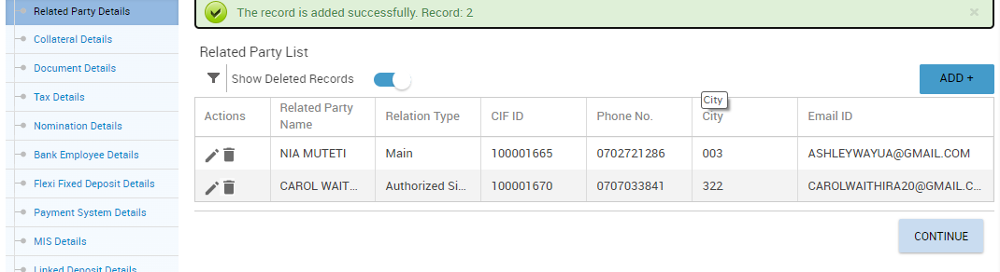 Related Party Details
Collateral Details
Document Details
Tax Details
Nomination Details
Bank Employee Details
Flexi Fixed Deposit Details
Payment System Details
MIS Details
Linked Deposit Details
The record is added successfully. Record: 2 ×
Related Party List
Show Deleted Records
ADD +
City
Actions Related Party Name Relation Type CIF ID Phone No. City Email ID
NIA MUTETI Main 100001665 0702721286 003 ASHLEYWAYUA@GMAIL.COM
CAROL WAIT... Authorized Si... 100001670 0707033841 322 CAROLWAITHIRA20@GMAIL.C...
CONTINUE